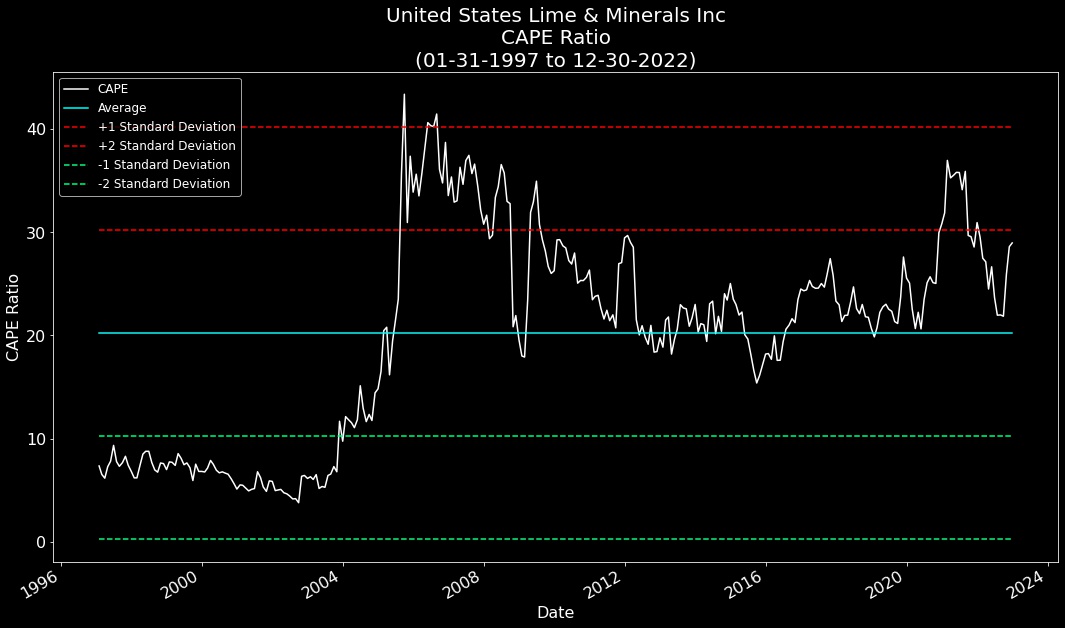 United States Lime & Minerals Inc
CAPE Ratio
(01-31-1997 to 12-30-2022)
CAPE
Average
+1 Standard Deviation
+2 Standard Deviation
-1 Standard Deviation
-2 Standard Deviation
CAPE Ratio
40
30
20
10
0
1996
2000
2004
2008
2012
2016
2020
2024
Date